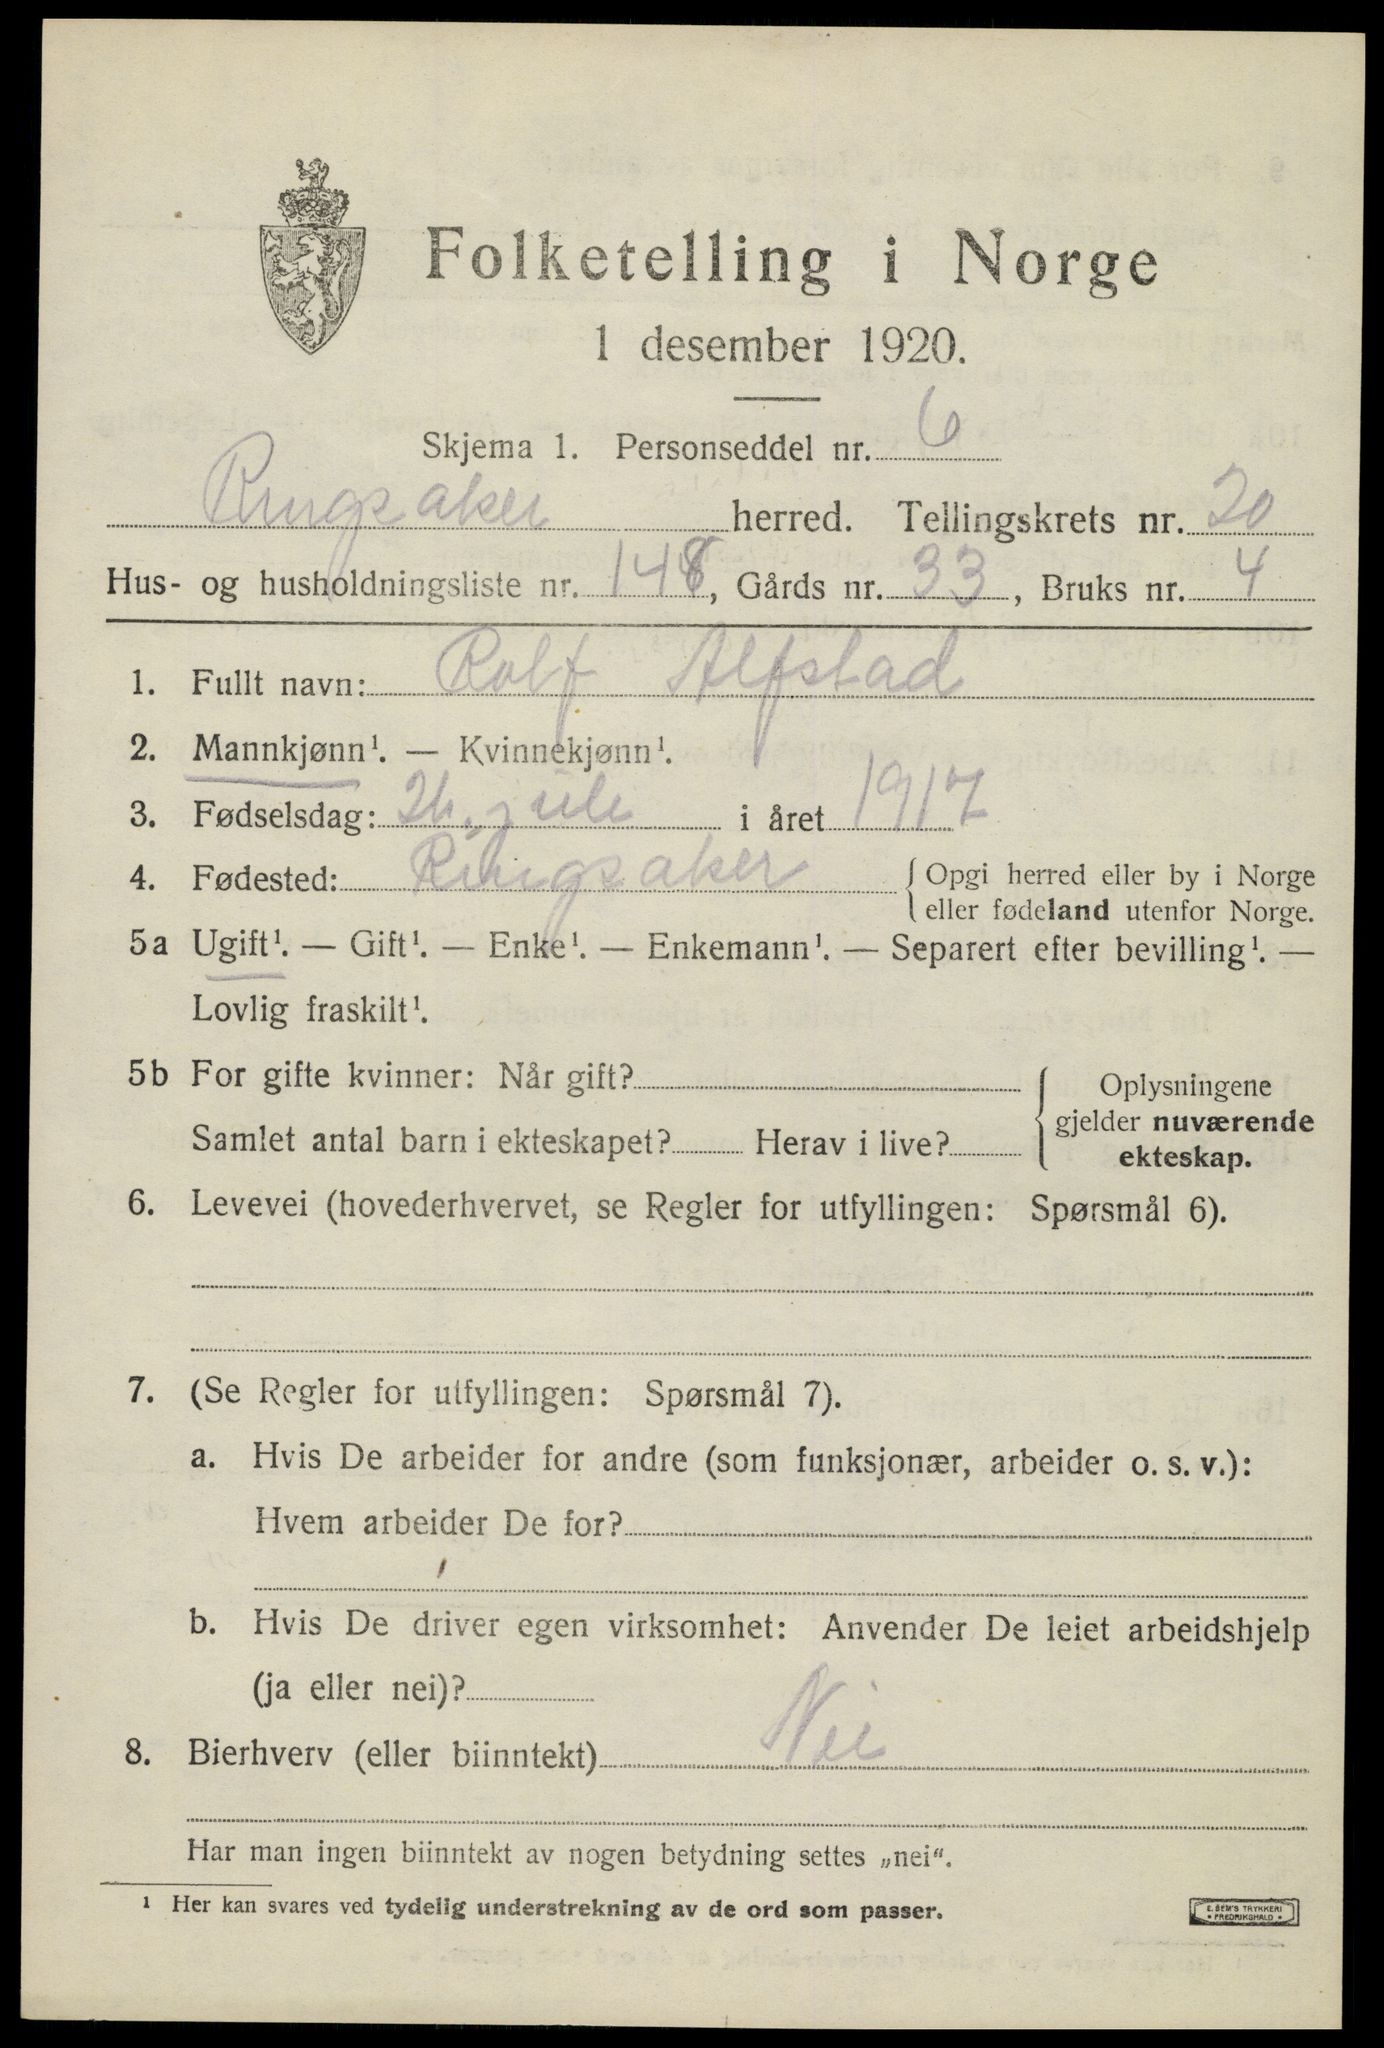 Folketelling i Norge
1 desember 1920.
Skjema 1. Personseddel nr. 6
Ringsaker herred. Tellingskrets nr. 20
Hus- og husholdningsliste nr. 148, Gårds nr. 33, Bruks nr. 4
1. Fullt navn: Rolf Alfstad
2. Mannkjønn¹. — Kvinnekjønn¹.
3. Fødselsdag: juli i året 1917
4. Fødested: Ringsaker {Opgi herred eller by i Norge
eller fødeland utenfor Norge.
5a Ugift¹. — Gift¹. — Enke¹. — Enkemann¹. — Separert efter bevilling¹. —
Lovlig fraskilt¹.
5b For gifte kvinner: Når gift?
Samlet antal barn i ekteskapet? Herav i live?
Oplysningene
gjelder nuværende
ekteskap.
6. Levevei (hovederhvervet, se Regler for utfyllingen: Spørsmål 6).
7. (Se Regler for utfyllingen: Spørsmål 7).
a. Hvis De arbeider for andre (som funksjonær, arbeider o. s. v.):
Hvem arbeider De for?
b. Hvis De driver egen virksomhet: Anvender De leiet arbeidshjelp
(ja eller nei)?
8. Bierhverv (eller biinntekt) Nei
Har man ingen biinntekt av nogen betydning settes „nei“.
¹ Her kan svares ved tydelig understrekning av de ord som passer.
E. SEM'S TRYKKERI
FREDRIKSHALD